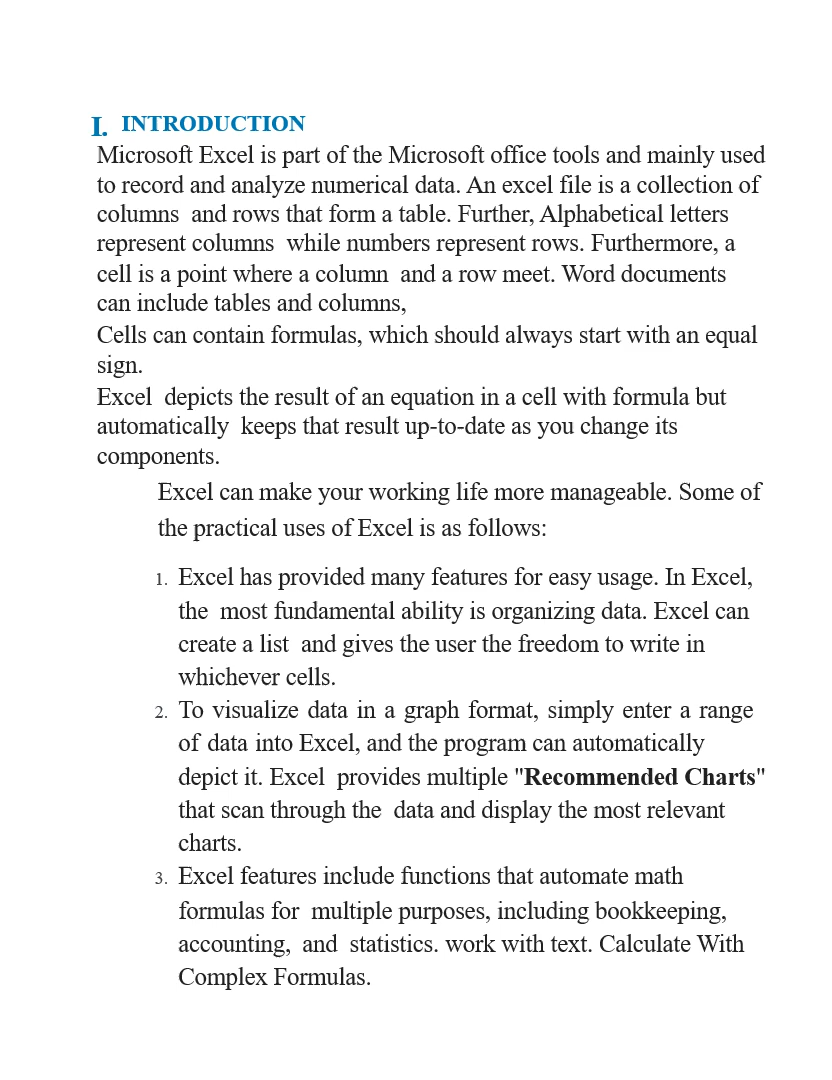 I. INTRODUCTION
Microsoft Excel is part of the Microsoft office tools and mainly used
to record and analyze numerical data. An excel file is a collection of
columns and rows that form a table. Further, Alphabetical letters
represent columns while numbers represent rows. Furthermore, a
cell is a point where a column and a row meet. Word documents
can include tables and columns,
Cells can contain formulas, which should always start with an equal
sign.
Excel depicts the result of an equation in a cell with formula but
automatically keeps that result up-to-date as you change its
components.
Excel can make your working life more manageable. Some of
the practical uses of Excel is as follows:
1. Excel has provided many features for easy usage. In Excel,
the most fundamental ability is organizing data. Excel can
create a list and gives the user the freedom to write in
whichever cells.
2. To visualize data in a graph format, simply enter a range
of data into Excel, and the program can automatically
depict it. Excel provides multiple "Recommended Charts"
that scan through the data and display the most relevant
charts.
3. Excel features include functions that automate math
formulas for multiple purposes, including bookkeeping,
accounting, and statistics. work with text. Calculate With
Complex Formulas.